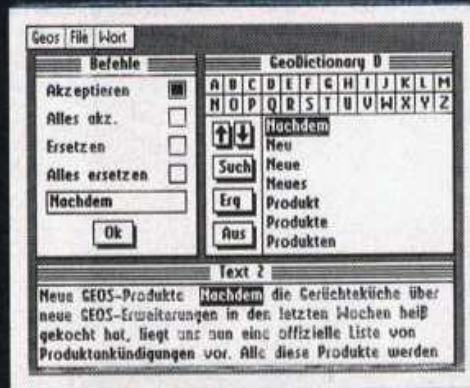 Geos File Wort
Befehle
Akzeptieren
Alles akz.
Ersetzen
Alles ersetzen
Nachdem
Ok
GeoDictionary D
A B C D E F G H I J K L M
N O P Q R S T U V W X Y Z
Such
Erg
Aus
Nachdem
Neu
Neue
Neues
Produkt
Produkte
Produkten
Text 2
Neue GEOS-Produkte Nachdem die Gerüchteküche über
neue GEOS-Erweiterungen in den letzten Wochen heiß
gekocht hat, liegt uns nun eine offizielle Liste von
Produktankündigungen vor. Alle diese Produkte werden